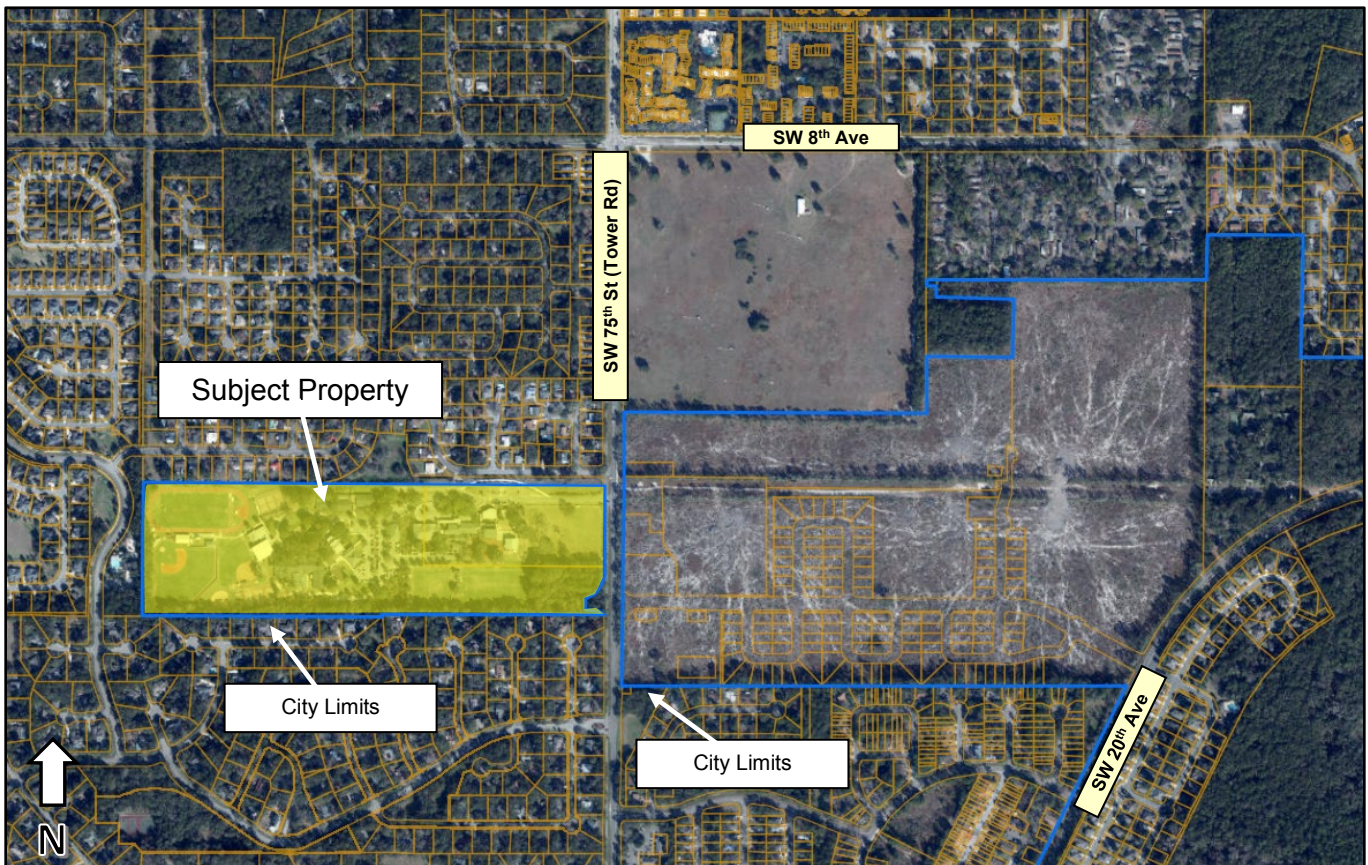 SW 8th Ave
SW 75th St (Tower Rd)
Subject Property
City Limits
City Limits
SW 20th Ave
N